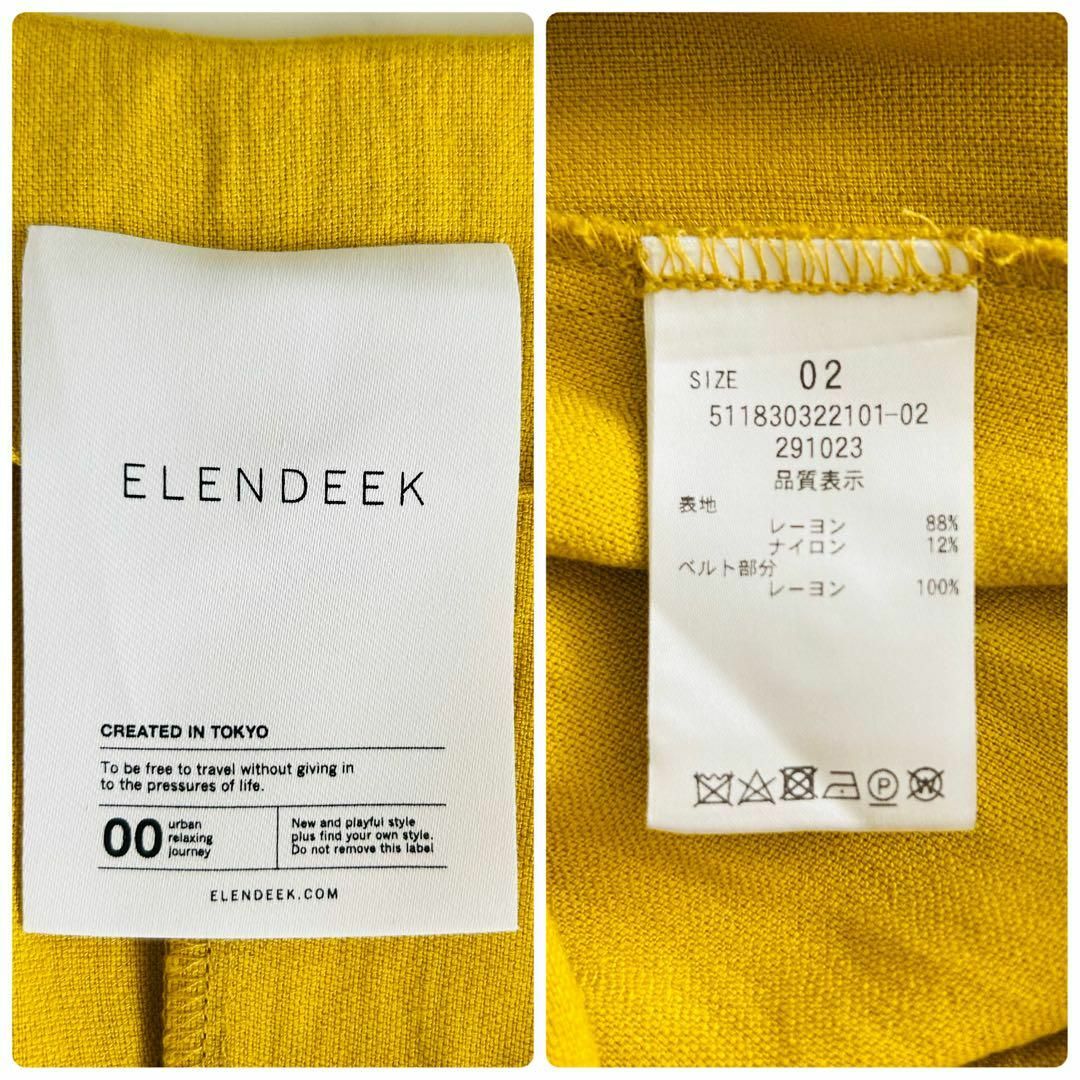 ELENDEEK
CREATED IN TOKYO
To be free to travel without giving in
to the pressures of life.
00
urban
relaxing
journey
New and playful style
plus find your own style.
Do not remove this label
ELENDEEK.COM
SIZE 02
511830322101-02
291023
品質表示
表地
レーヨン 88%
ナイロン 12%
ベルト部分
レーヨン 100%
P
W